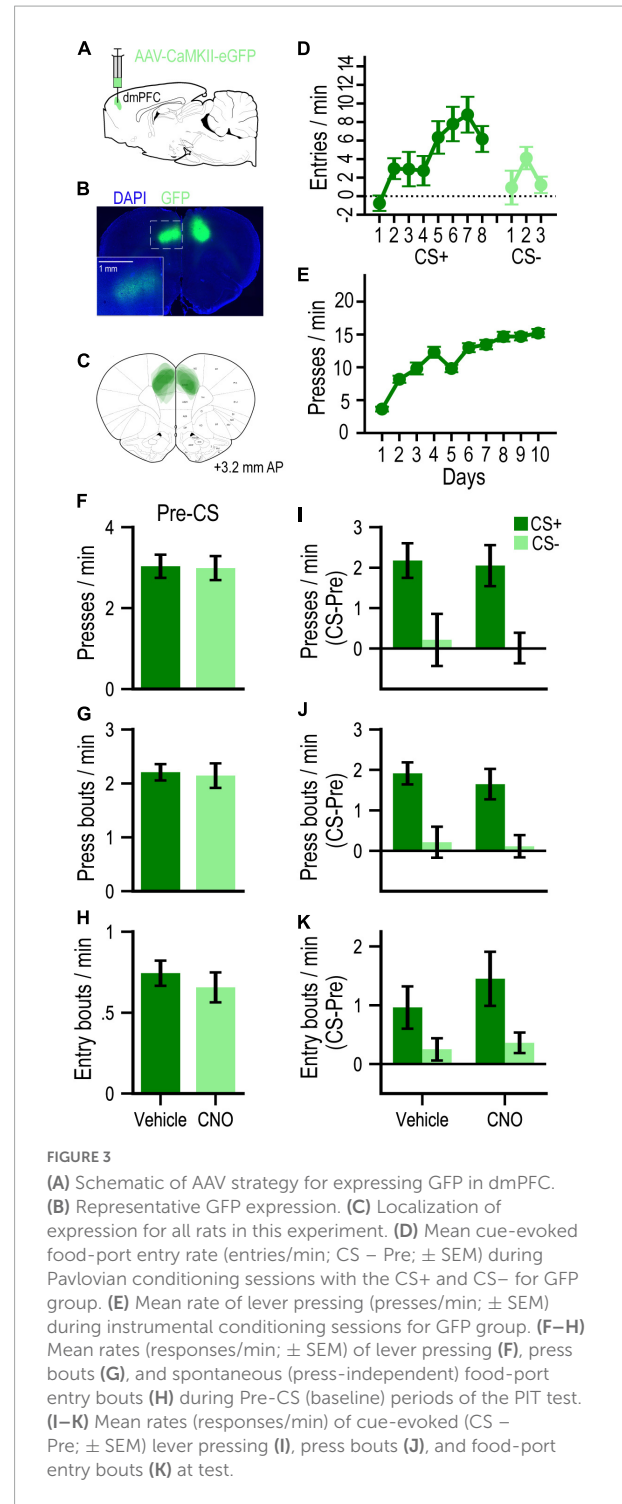 A
AAV-CaMKII-eGFP
dmPFC
B
DAPI GFP
1 mm
C
+3.2 mm AP
D
Entries / min
14
12
10
8
6
4
2
0
-2
1 2 3 4 5 6 7 8 1 2 3
CS+ CS-
E
Presses / min
20
15
10
5
0
1 2 3 4 5 6 7 8 9 10
Days
F
Pre-CS
Presses / min
4
2
0
G
Press bouts / min
3
2
1
0
H
Entry bouts / min
1
.5
0
Vehicle CNO
I
CS+
CS-
Presses / min
(CS-Pre)
3
2
1
0
J
Press bouts / min
(CS-Pre)
3
2
1
0
K
Entry bouts / min
(CS-Pre)
2
1
0
Vehicle CNO
FIGURE 3
(A) Schematic of AAV strategy for expressing GFP in dmPFC.
(B) Representative GFP expression. (C) Localization of
expression for all rats in this experiment. (D) Mean cue-evoked
food-port entry rate (entries/min; CS – Pre; ± SEM) during
Pavlovian conditioning sessions with the CS+ and CS– for GFP
group. (E) Mean rate of lever pressing (presses/min; ± SEM)
during instrumental conditioning sessions for GFP group. (F–H)
Mean rates (responses/min; ± SEM) of lever pressing (F), press
bouts (G), and spontaneous (press-independent) food-port
entry bouts (H) during Pre-CS (baseline) periods of the PIT test.
(I–K) Mean rates (responses/min) of cue-evoked (CS –
Pre; ± SEM) lever pressing (I), press bouts (J), and food-port
entry bouts (K) at test.